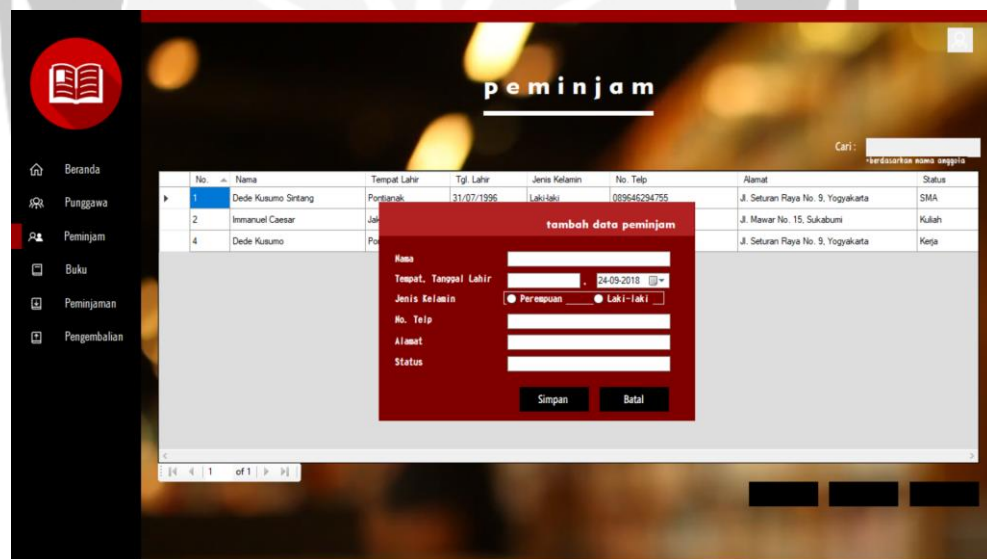 peminjam
Cari :
*berdasarkan nama anggota
Beranda
Punggawa
Peminjam
Buku
Peminjaman
Pengembalian
No. Nama Tempat Lahir Tgl. Lahir Jenis Kelamin No. Telp Alamat Status
1 Dede Kusumo Sintang Pontianak 31/07/1996 Laki-laki 089646294755 Jl. Seturan Raya No. 9, Yogyakarta SMA
2 Immanuel Caesar Jak Jl. Mawar No. 15, Sukabumi Kuliah
4 Dede Kusumo Po Jl. Seturan Raya No. 9, Yogyakarta Kerja
tambah data peminjam
Nama
Tempat, Tanggal Lahir , 24-09-2018
Jenis Kelamin Perempuan Laki-laki
No. Telp
Alamat
Status
Simpan Batal
1 of 1